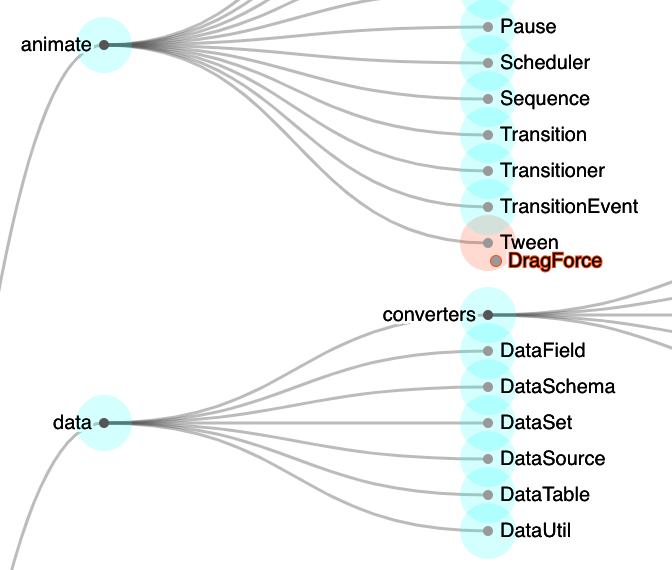 animate
Pause
Scheduler
Sequence
Transition
Transitioner
TransitionEvent
Tween
DragForce
converters
DataField
DataSchema
data
DataSet
DataSource
DataTable
DataUtil